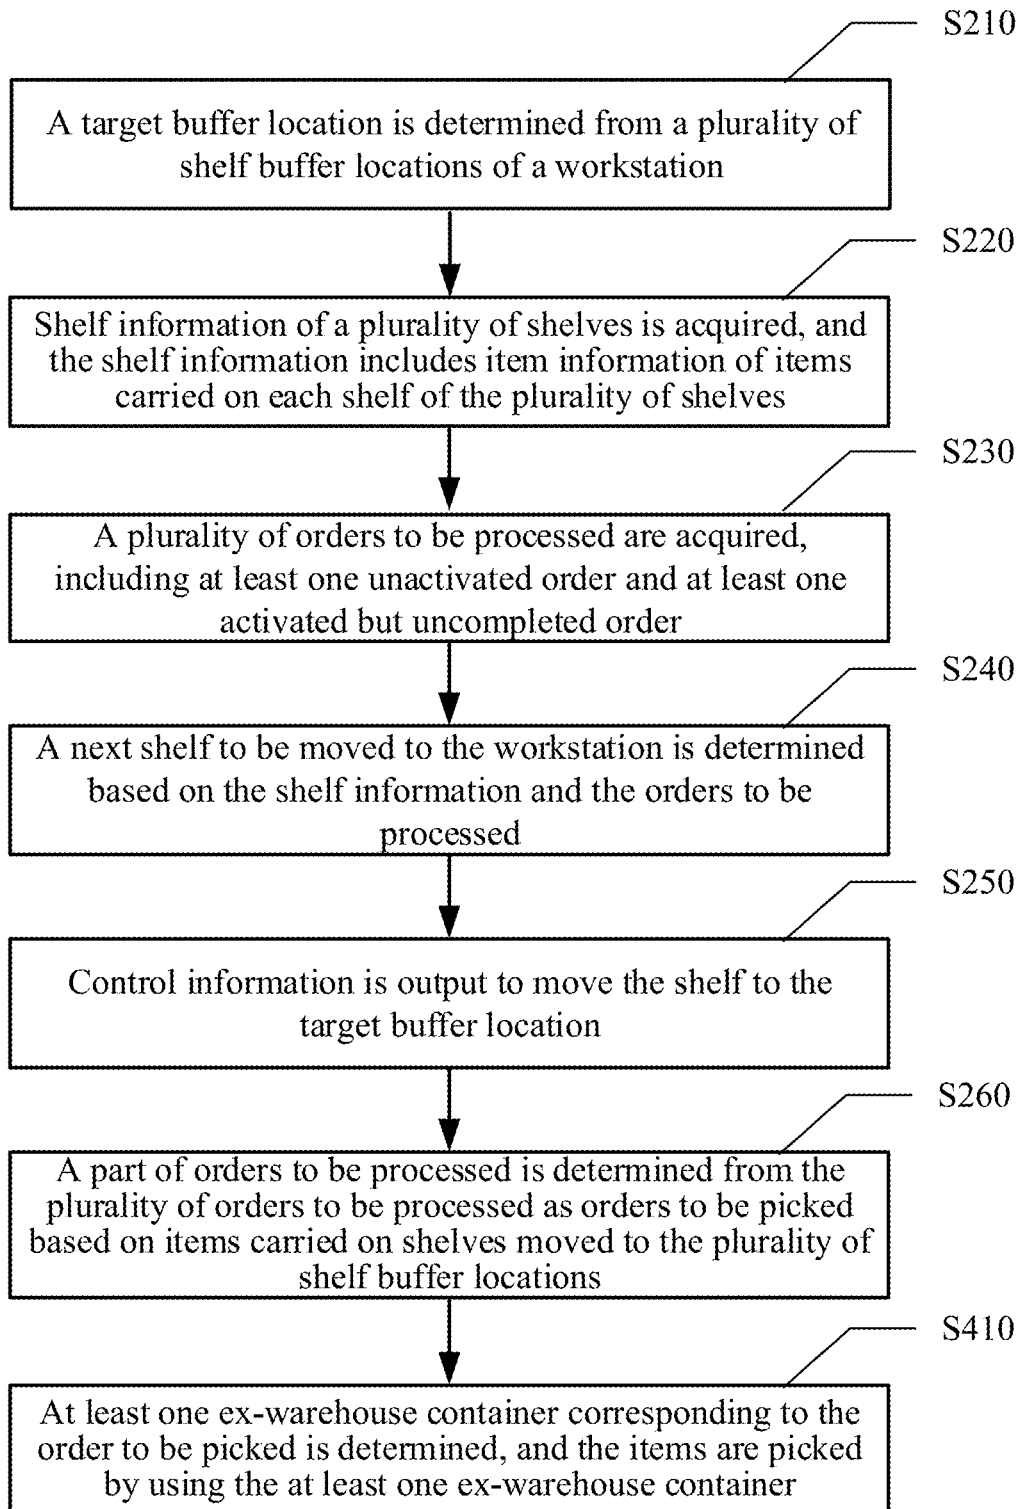 S210
A target buffer location is determined from a plurality of
shelf buffer locations of a workstation
S220
Shelf information of a plurality of shelves is acquired, and
the shelf information includes item information of items
carried on each shelf of the plurality of shelves
S230
A plurality of orders to be processed are acquired,
including at least one unactivated order and at least one
activated but uncompleted order
S240
A next shelf to be moved to the workstation is determined
based on the shelf information and the orders to be
processed
S250
Control information is output to move the shelf to the
target buffer location
S260
A part of orders to be processed is determined from the
plurality of orders to be processed as orders to be picked
based on items carried on shelves moved to the plurality of
shelf buffer locations
S410
At least one ex-warehouse container corresponding to the
order to be picked is determined, and the items are picked
by using the at least one ex-warehouse container